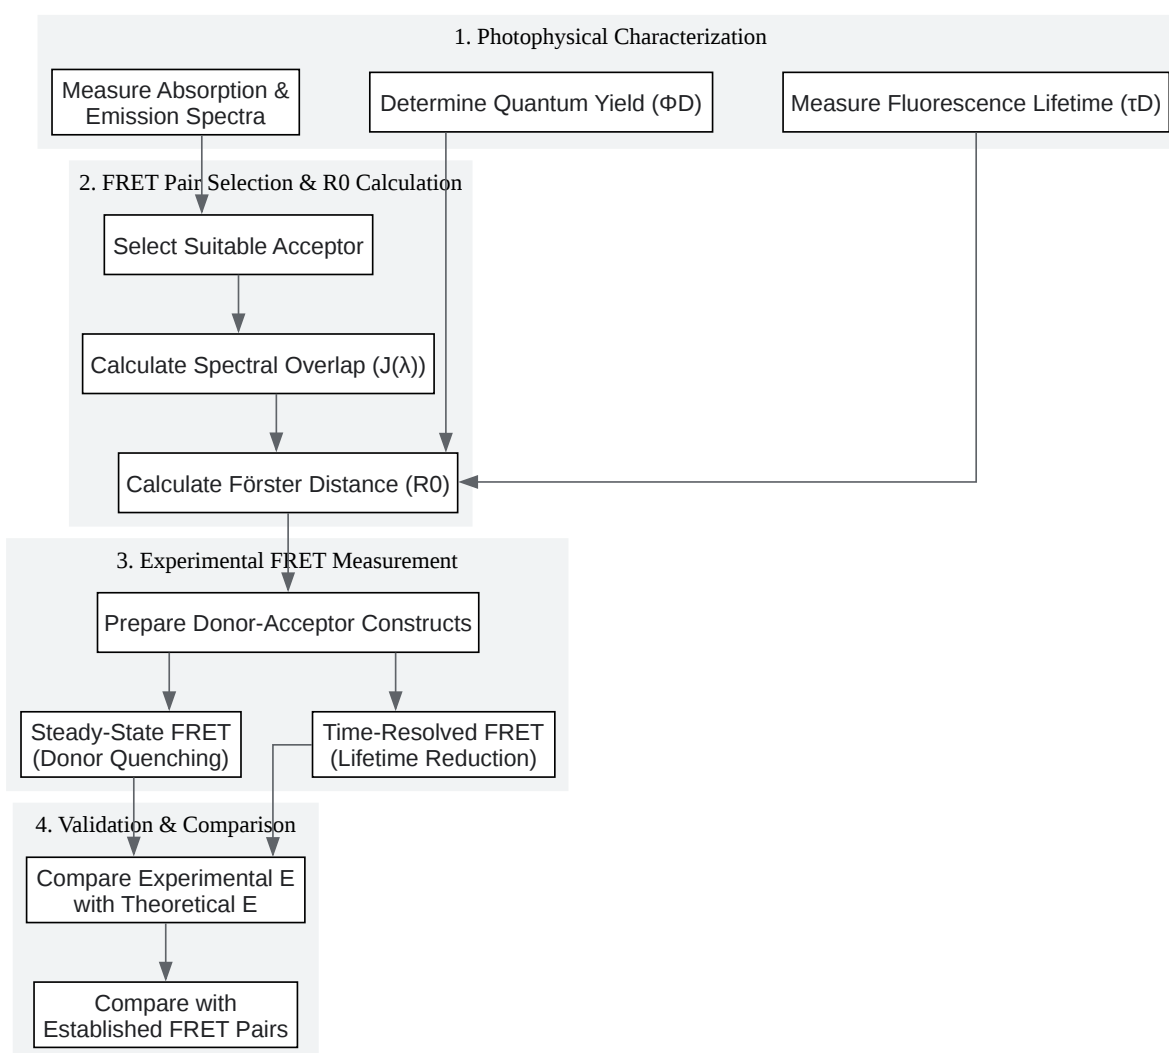 1. Photophysical Characterization
Measure Absorption &
Emission Spectra
Determine Quantum Yield (ΦD)
Measure Fluorescence Lifetime (τD)
2. FRET Pair Selection & R0 Calculation
Select Suitable Acceptor
Calculate Spectral Overlap (J(λ))
Calculate Förster Distance (R0)
3. Experimental FRET Measurement
Prepare Donor-Acceptor Constructs
Steady-State FRET
(Donor Quenching)
Time-Resolved FRET
(Lifetime Reduction)
4. Validation & Comparison
Compare Experimental E
with Theoretical E
Compare with
Established FRET Pairs